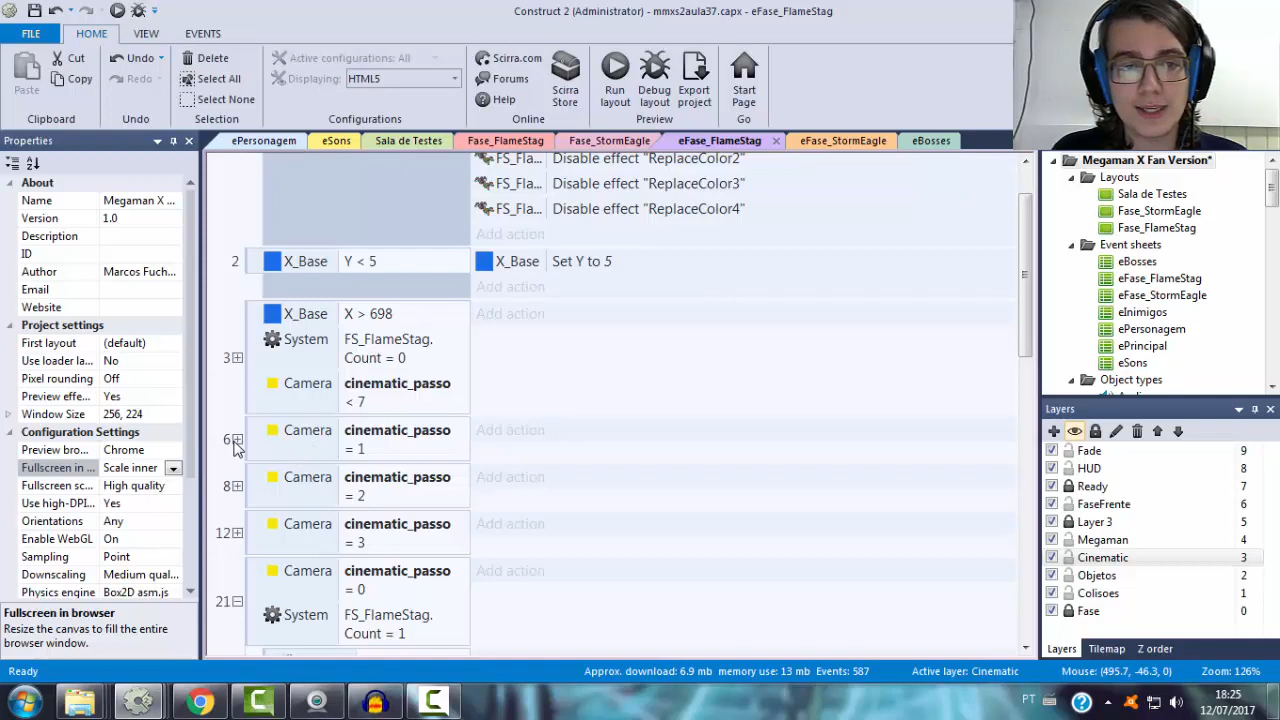 Construct 2 (Administrator) - mmxs2aula37.capx - eFase_FlameStag
FILE HOME VIEW EVENTS
Paste Cut Copy Clipboard
Undo Redo Undo
Delete Select All Select None Selection
Active configurations: All
Displaying: HTML5
Configurations
Scirra.com Forums Help Scirra Store Online
Run layout Debug layout Export project Preview
Start Page Go
Properties
ePersonagem eSons Sala de Testes Fase_FlameStag Fase_StormEagle eFase_FlameStag eFase_StormEagle eBosses
About
Name Megaman X ...
Version 1.0
Description
ID
Author Marcos Fuch...
Email
Website
Project settings
First layout (default)
Use loader la... No
Pixel rounding Off
Preview effe... Yes
Window Size 256, 224
Configuration Settings
Preview bro... Chrome
Fullscreen in ... Scale inner
Fullscreen sc... High quality
Use high-DPI... Yes
Orientations Any
Enable WebGL On
Sampling Point
Downscaling Medium qual...
Physics engine Box2D asm.js
Fullscreen in browser
Resize the canvas to fill the entire
browser window.
FS_Fla... Disable effect "ReplaceColor2"
FS_Fla... Disable effect "ReplaceColor3"
FS_Fla... Disable effect "ReplaceColor4"
Add action
2 X_Base Y < 5 X_Base Set Y to 5
Add action
X_Base X > 698 Add action
System FS_FlameStag.
3 Count = 0
Camera cinematic_passo
< 7
6 Camera cinematic_passo Add action
= 1
8 Camera cinematic_passo Add action
= 2
12 Camera cinematic_passo Add action
= 3
Camera cinematic_passo Add action
= 0
21 System FS_FlameStag.
Count = 1
Megaman X Fan Version*
Layouts
Sala de Testes
Fase_StormEagle
Fase_FlameStag
Event sheets
eBosses
eFase_FlameStag
eFase_StormEagle
eInimigos
ePersonagem
ePrincipal
eSons
Object types
Layers
Fade 9
HUD 8
Ready 7
FaseFrente 6
Layer 3 5
Megaman 4
Cinematic 3
Objetos 2
Colisoes 1
Fase 0
Layers Tilemap Z order
Ready Approx. download: 6.9 mb memory use: 13 mb Events: 587 Active layer: Cinematic Mouse: (495.7, -46.3, 0) Zoom: 126%
PT 18:25
12/07/2017